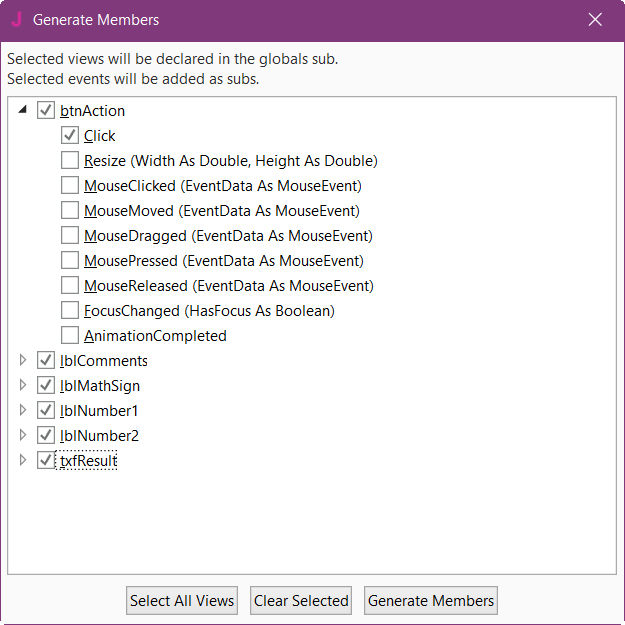 J Generate Members
Selected views will be declared in the globals sub.
Selected events will be added as subs.
btnAction
Click
Resize (Width As Double, Height As Double)
MouseClicked (EventData As MouseEvent)
MouseMoved (EventData As MouseEvent)
MouseDragged (EventData As MouseEvent)
MousePressed (EventData As MouseEvent)
MouseReleased (EventData As MouseEvent)
FocusChanged (HasFocus As Boolean)
AnimationCompleted
lblComments
lblMathSign
lblNumber1
lblNumber2
txfResult
Select All Views Clear Selected Generate Members